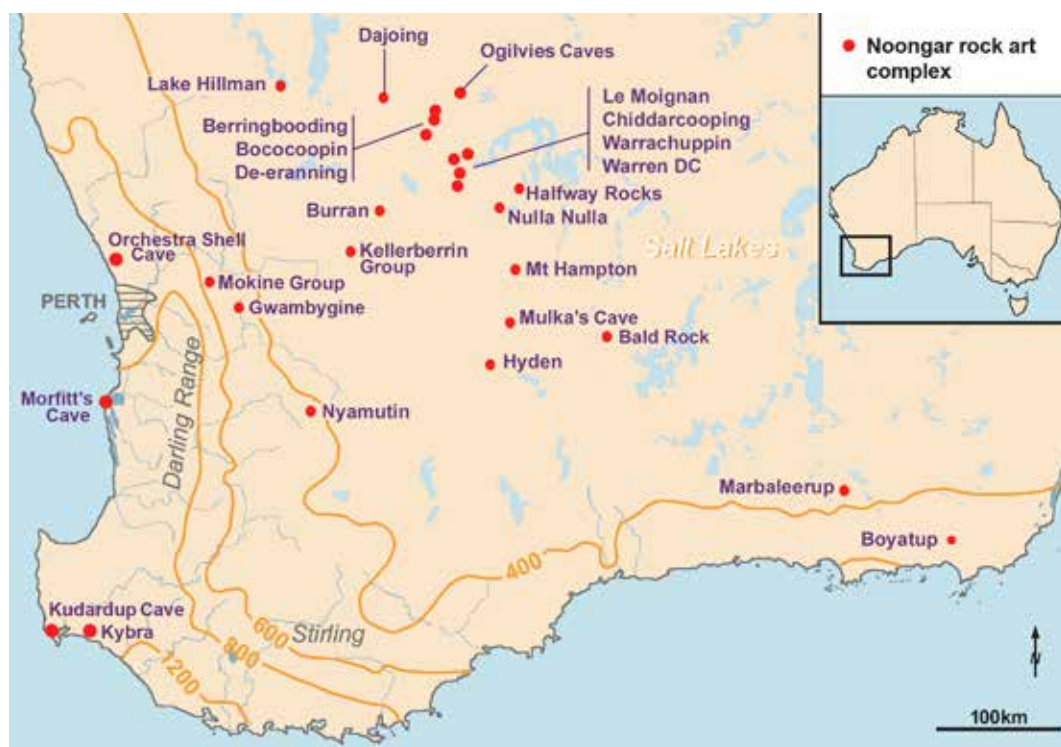 Dajoing
Ogilvies Caves
Noongar rock art
complex
Lake Hillman
Berringbooding
Bococoopin
De-eranning
Le Moignan
Chiddarcooping
Warrachuppin
Warren DC
Halfway Rocks
Nulla Nulla
Burran
Orchestra Shell
Cave
Kellerberrin
Group
Salt Lakes
Mt Hampton
Mokine Group
PERTH
Gwambygine
Mulka's Cave
Bald Rock
Hyden
Darling Range
Morfitt's
Cave
Nyamutin
Marbaleerup
Boyatup
400
Kudardup Cave
Kybra
600
Stirling
800
1200
N
100km